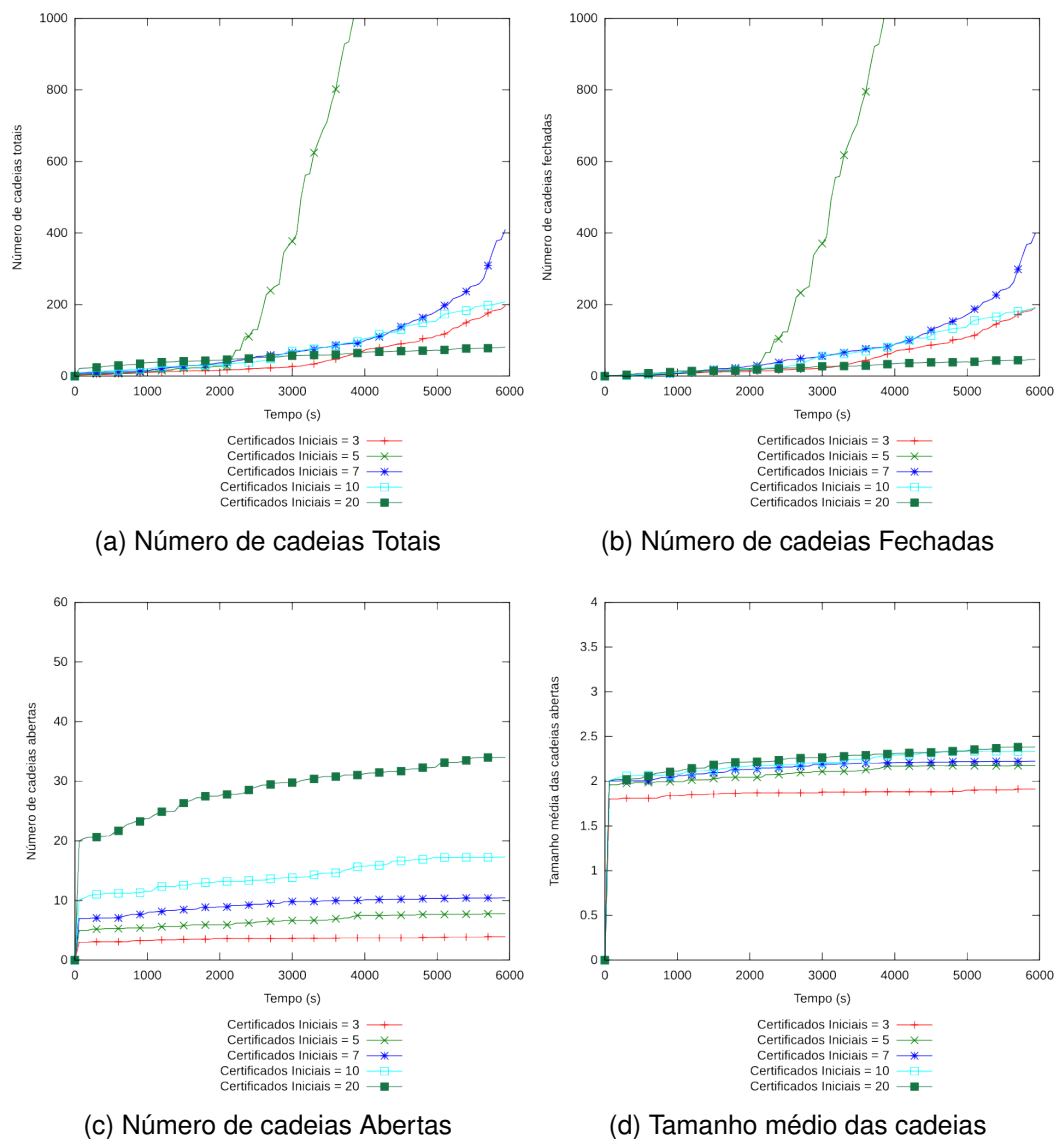 1000
800
600
400
200
0
Número de cadeias totais
0 1000 2000 3000 4000 5000 6000
Tempo (s)
Certificados Iniciais = 3
Certificados Iniciais = 5
Certificados Iniciais = 7
Certificados Iniciais = 10
Certificados Iniciais = 20
(a) Número de cadeias Totais
1000
800
600
400
200
0
Número de cadeias fechadas
0 1000 2000 3000 4000 5000 6000
Tempo (s)
Certificados Iniciais = 3
Certificados Iniciais = 5
Certificados Iniciais = 7
Certificados Iniciais = 10
Certificados Iniciais = 20
(b) Número de cadeias Fechadas
60
50
40
30
20
10
0
Número de cadeias abertas
0 1000 2000 3000 4000 5000 6000
Tempo (s)
Certificados Iniciais = 3
Certificados Iniciais = 5
Certificados Iniciais = 7
Certificados Iniciais = 10
Certificados Iniciais = 20
(c) Número de cadeias Abertas
4
3.5
3
2.5
2
1.5
1
0.5
0
Tamanho média das cadeias abertas
0 1000 2000 3000 4000 5000 6000
Tempo (s)
Certificados Iniciais = 3
Certificados Iniciais = 5
Certificados Iniciais = 7
Certificados Iniciais = 10
Certificados Iniciais = 20
(d) Tamanho médio das cadeias